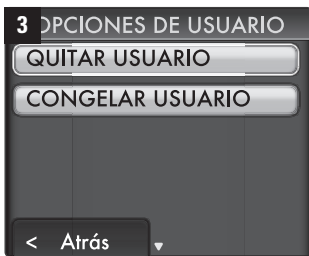 3 OPCIONES DE USUARIO
QUITAR USUARIO
CONGELAR USUARIO
< Atrás